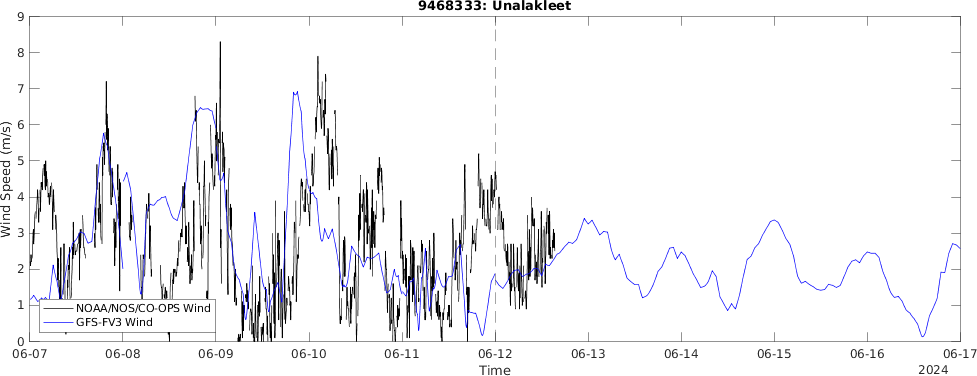 9468333: Unalakleet
Wind Speed (m/s)
9
8
7
6
5
4
3
2
1
0
NOAA/NOS/CO-OPS Wind
GFS-FV3 Wind
06-07 06-08 06-09 06-10 06-11 06-12 06-13 06-14 06-15 06-16 06-17
Time
2024